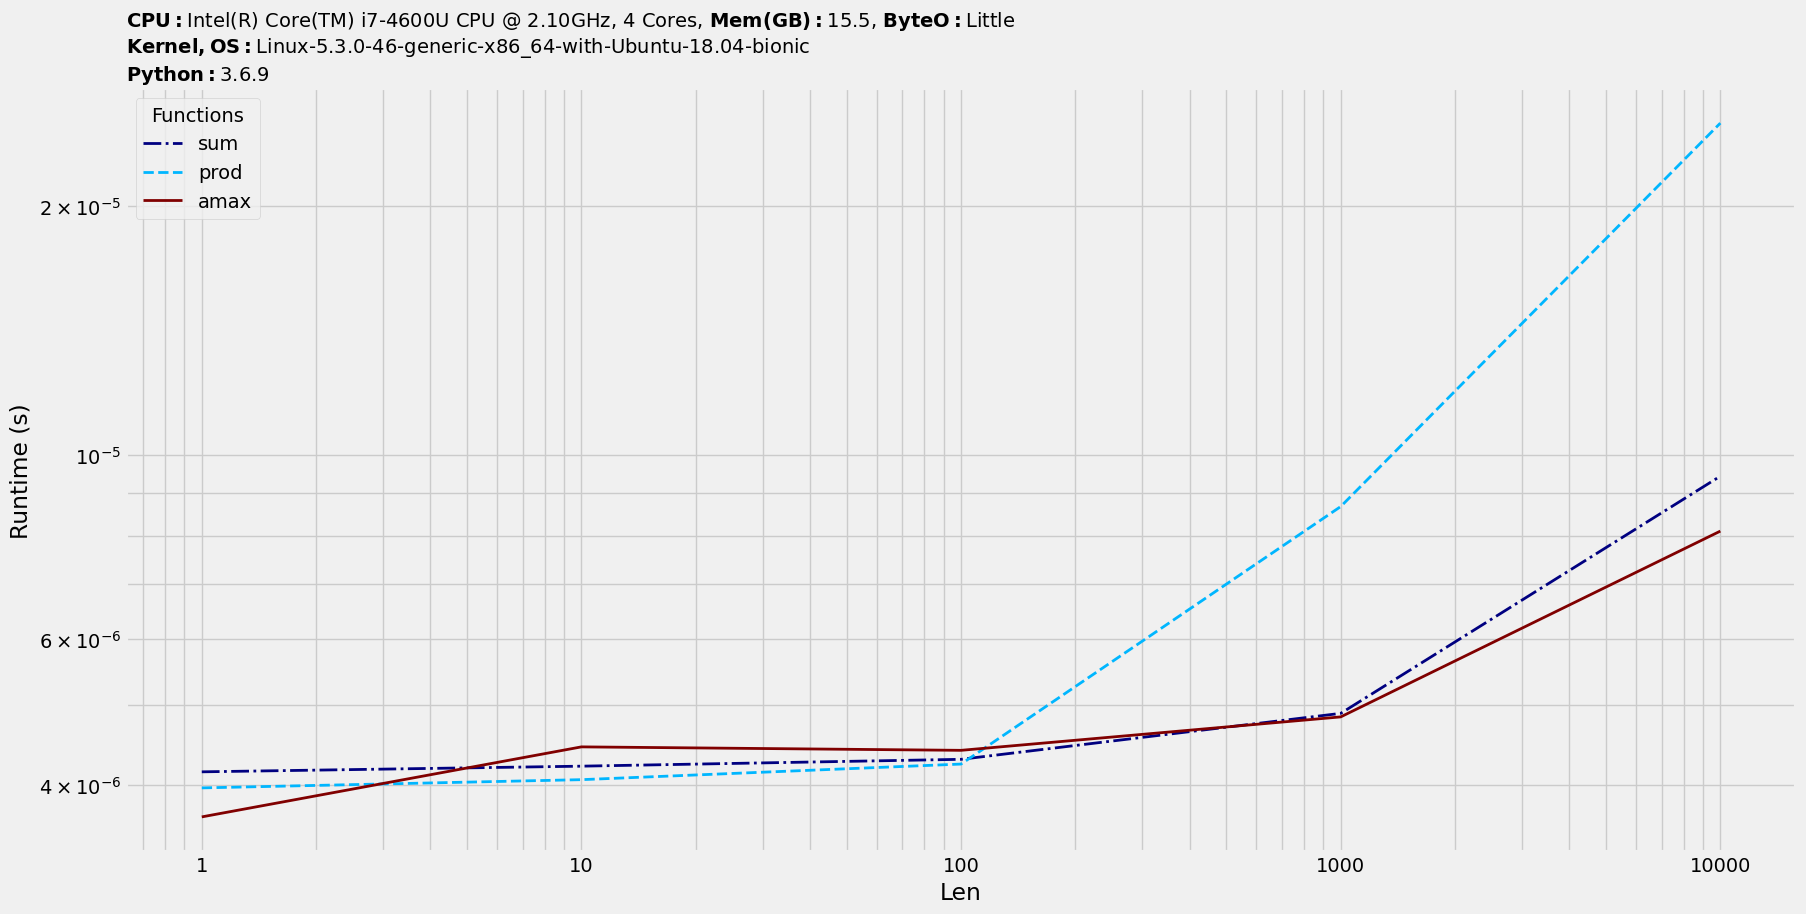 CPU: Intel(R) Core(TM) i7-4600U CPU @ 2.10GHz, 4 Cores, Mem(GB): 15.5, ByteO: Little
Kernel, OS: Linux-5.3.0-46-generic-x86_64-with-Ubuntu-18.04-bionic
Python: 3.6.9
Functions
sum
prod
amax
2 × 10⁻⁵
10⁻⁵
6 × 10⁻⁶
4 × 10⁻⁶
Runtime (s)
1 10 100 1000 10000
Len